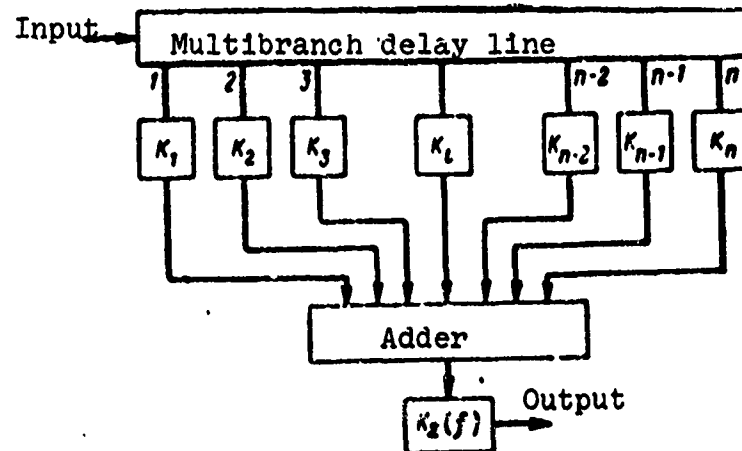 Input
Multibranch delay line
1 2 3 n-2 n-1 n
K₁ K₂ K₃ Kᵢ Kₙ₋₂ Kₙ₋₁ Kₙ
Adder
K₂(f)
Output